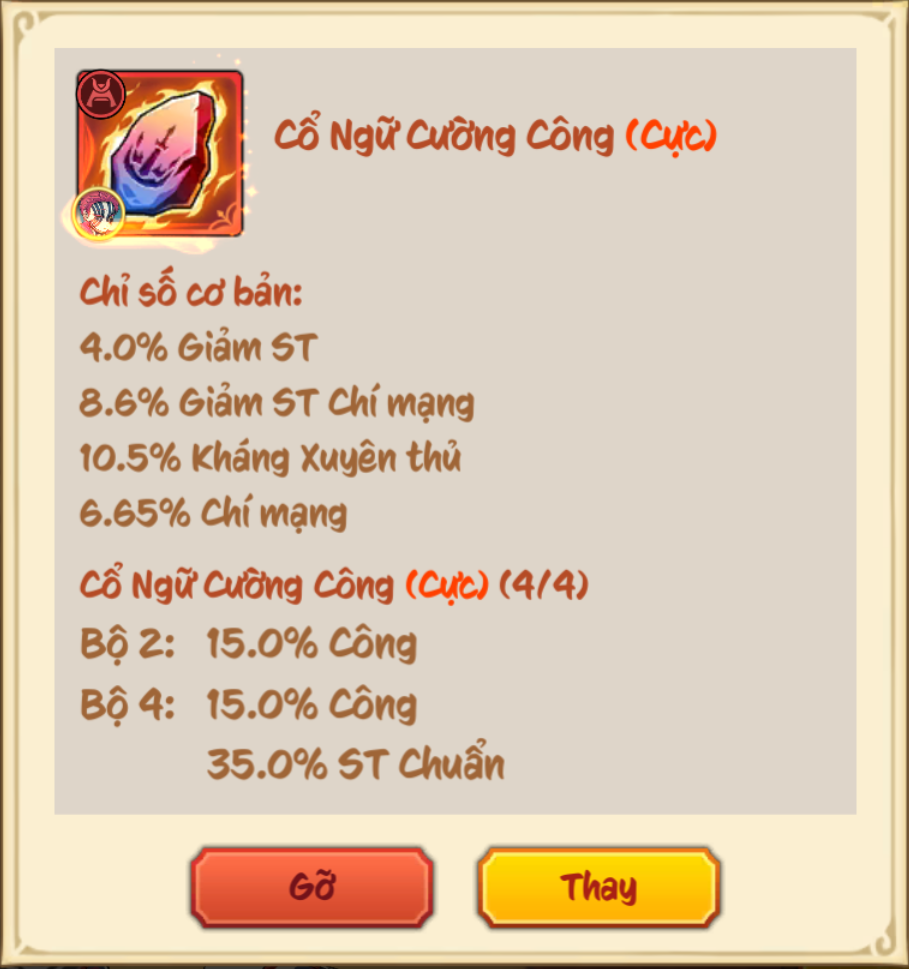 Cổ Ngữ Cường Công (Cực)
Chỉ số cơ bản:
4.0% Giảm ST
8.6% Giảm ST Chí mạng
10.5% Kháng Xuyên thủ
6.65% Chí mạng
Cổ Ngữ Cường Công (Cực) (4/4)
Bộ 2: 15.0% Công
Bộ 4: 15.0% Công
35.0% ST Chuẩn
Gỡ
Thay